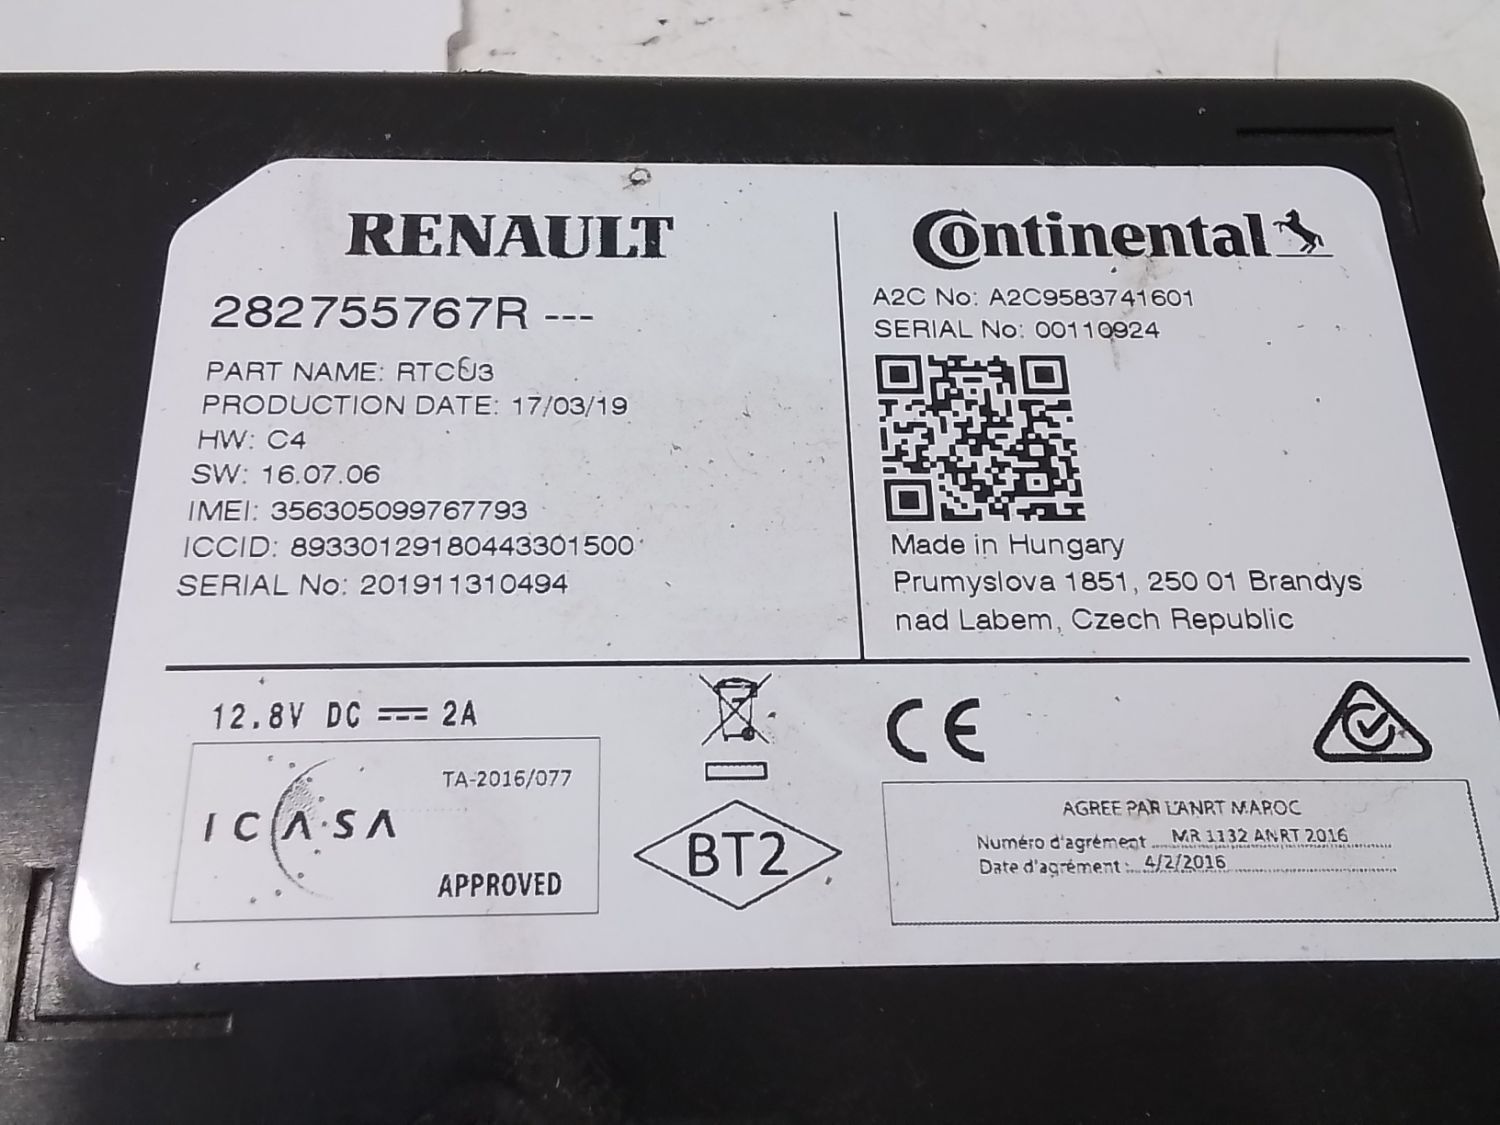 RENAULT
282755767R ---
PART NAME: RTCU3
PRODUCTION DATE: 17/03/19
HW: C4
SW: 16.07.06
IMEI: 356305099767793
ICCID: 89330129180443301500
SERIAL No: 201911310494
Continental
A2C No: A2C9583741601
SERIAL No: 00110924
Made in Hungary
Prumyslova 1851, 250 01 Brandys
nad Labem, Czech Republic
12.8V DC 2A
TA-2016/077
ICASA
APPROVED
BT2
CE
AGREE PAR L'ANRT MAROC
Numéro d'agrément MR 1132 ANRT 2016
Date d'agrément : 4/2/2016